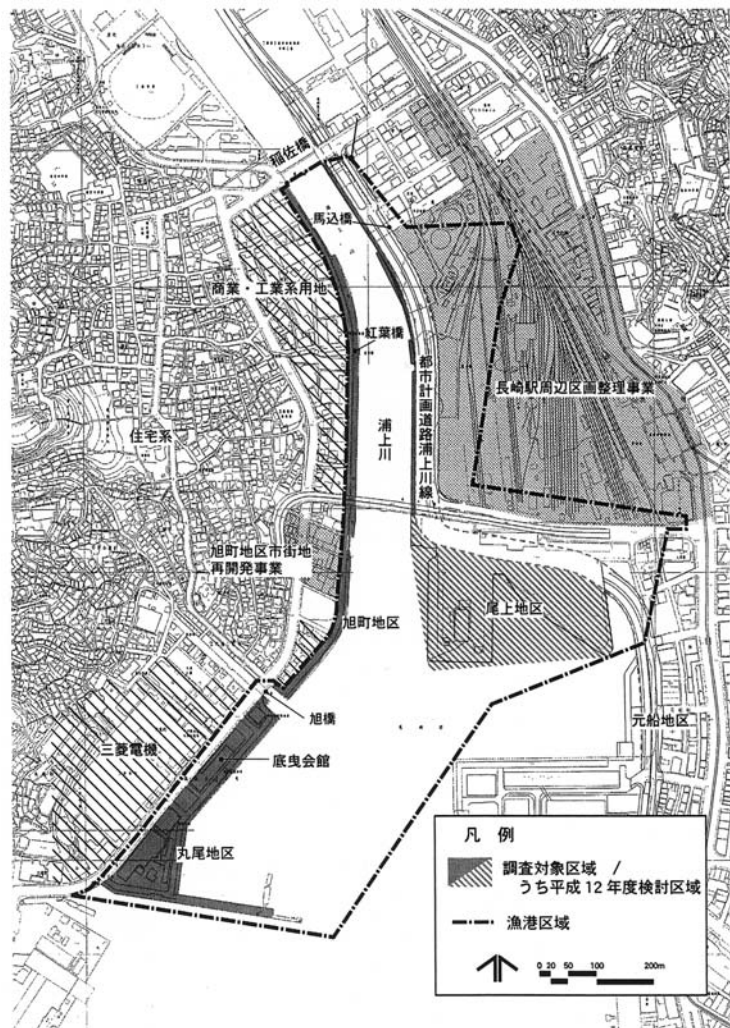 稲佐橋
馬込橋
商業・工業系用地
紅葉橋
都市計画道路浦上川線
長崎駅周辺区画整理事業
浦上川
住宅系
旭町地区市街地
再開発事業
尾上地区
旭町地区
旭橋
元船地区
三菱電機
底曳会館
丸尾地区
凡 例
調査対象区域 /
うち平成12年度検討区域
漁港区域
0 20 50 100 200m